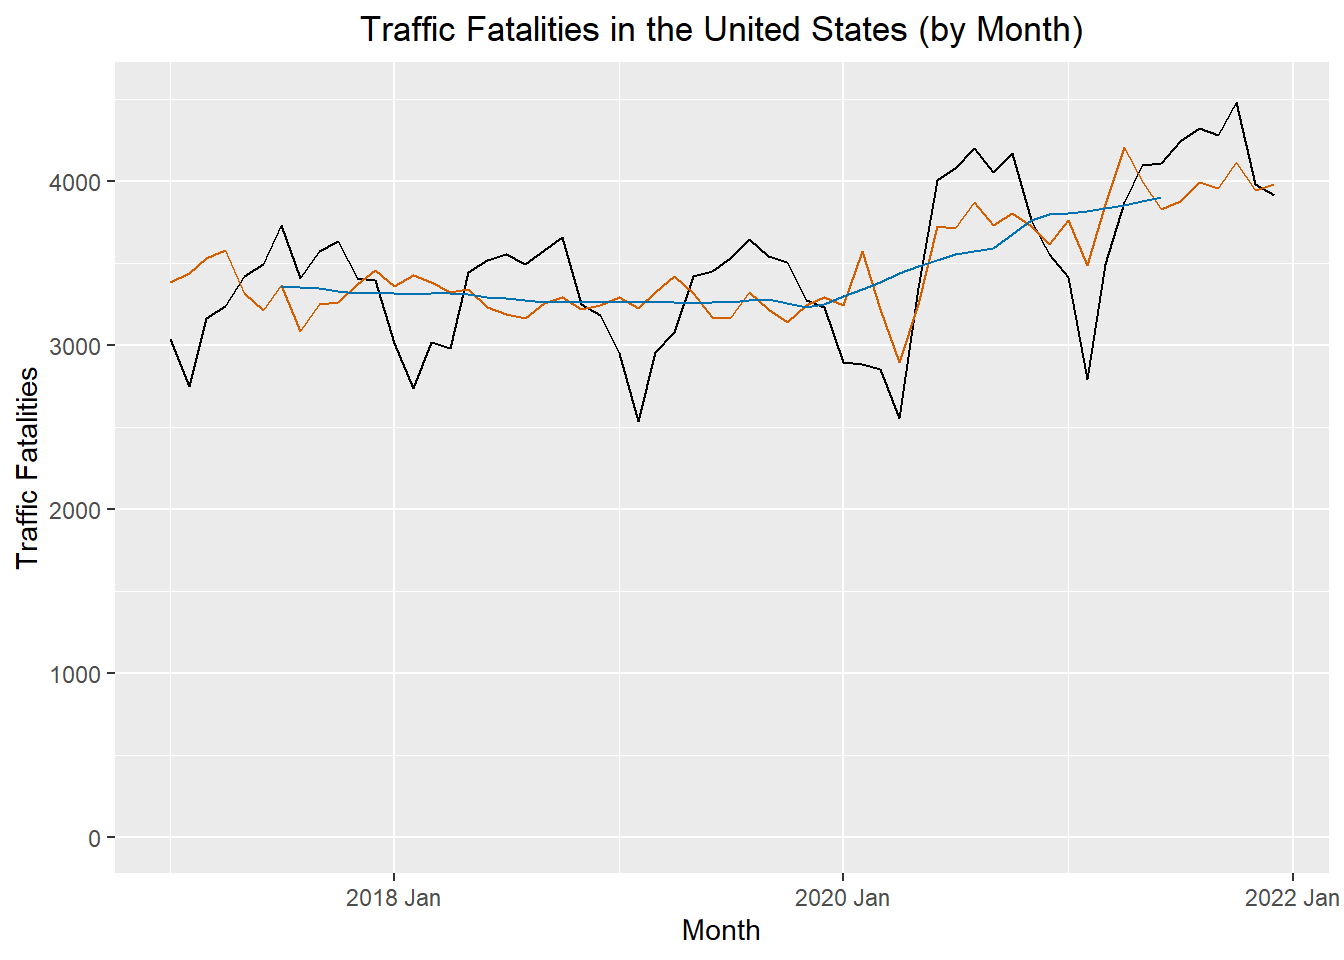 Traffic Fatalities in the United States (by Month)
Traffic Fatalities
4000
3000
2000
1000
0
2018 Jan
2020 Jan
2022 Jan
Month